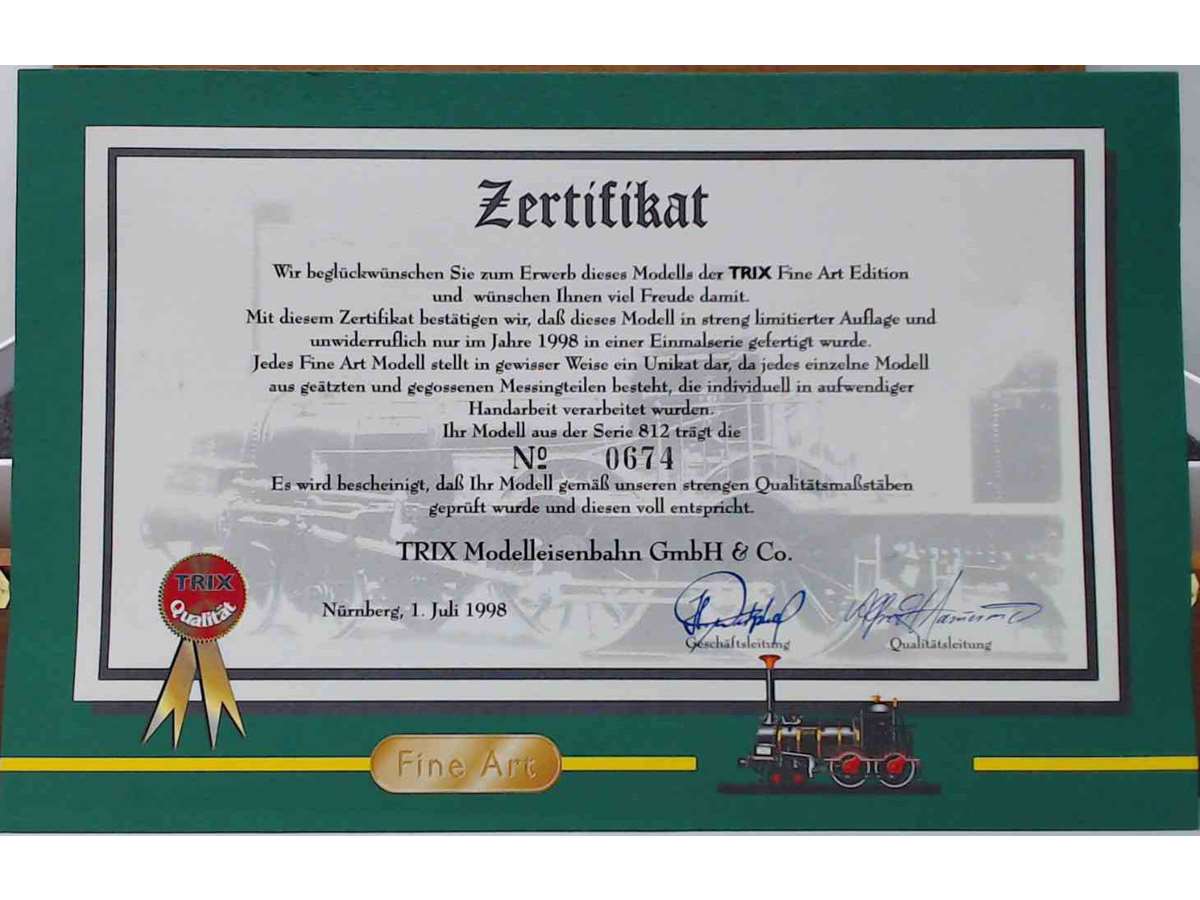 Zertifikat
Wir beglückwünschen Sie zum Erwerb dieses Modells der TRIX Fine Art Edition
und wünschen Ihnen viel Freude damit.
Mit diesem Zertifikat bestätigen wir, daß dieses Modell in streng limitierter Auflage und
unwiderruflich nur im Jahre 1998 in einer Einmalserie gefertigt wurde.
Jedes Fine Art Modell stellt in gewisser Weise ein Unikat dar, da jedes einzelne Modell
aus geätzten und gegossenen Messingteilen besteht, die individuell in aufwendiger
Handarbeit verarbeitet wurden.
Ihr Modell aus der Serie 812 trägt die
Nº 0674
Es wird bescheinigt, daß Ihr Modell gemäß unseren strengen Qualitätsmaßstäben
geprüft wurde und diesen voll entspricht.
TRIX Modelleisenbahn GmbH & Co.
TRIX
Qualität
Nürnberg, 1. Juli 1998
Geschäftsleitung
Qualitätsleitung
Fine Art